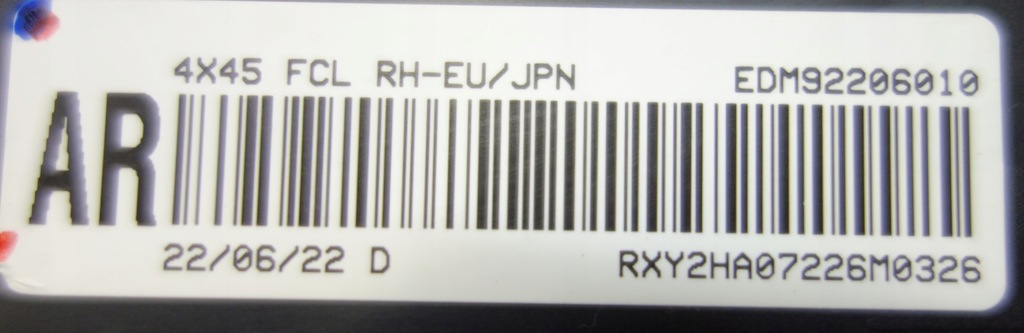 4X45 FCL RH-EU/JPN EDM92206010
AR
22/06/22 D RXY2HA07226M0326